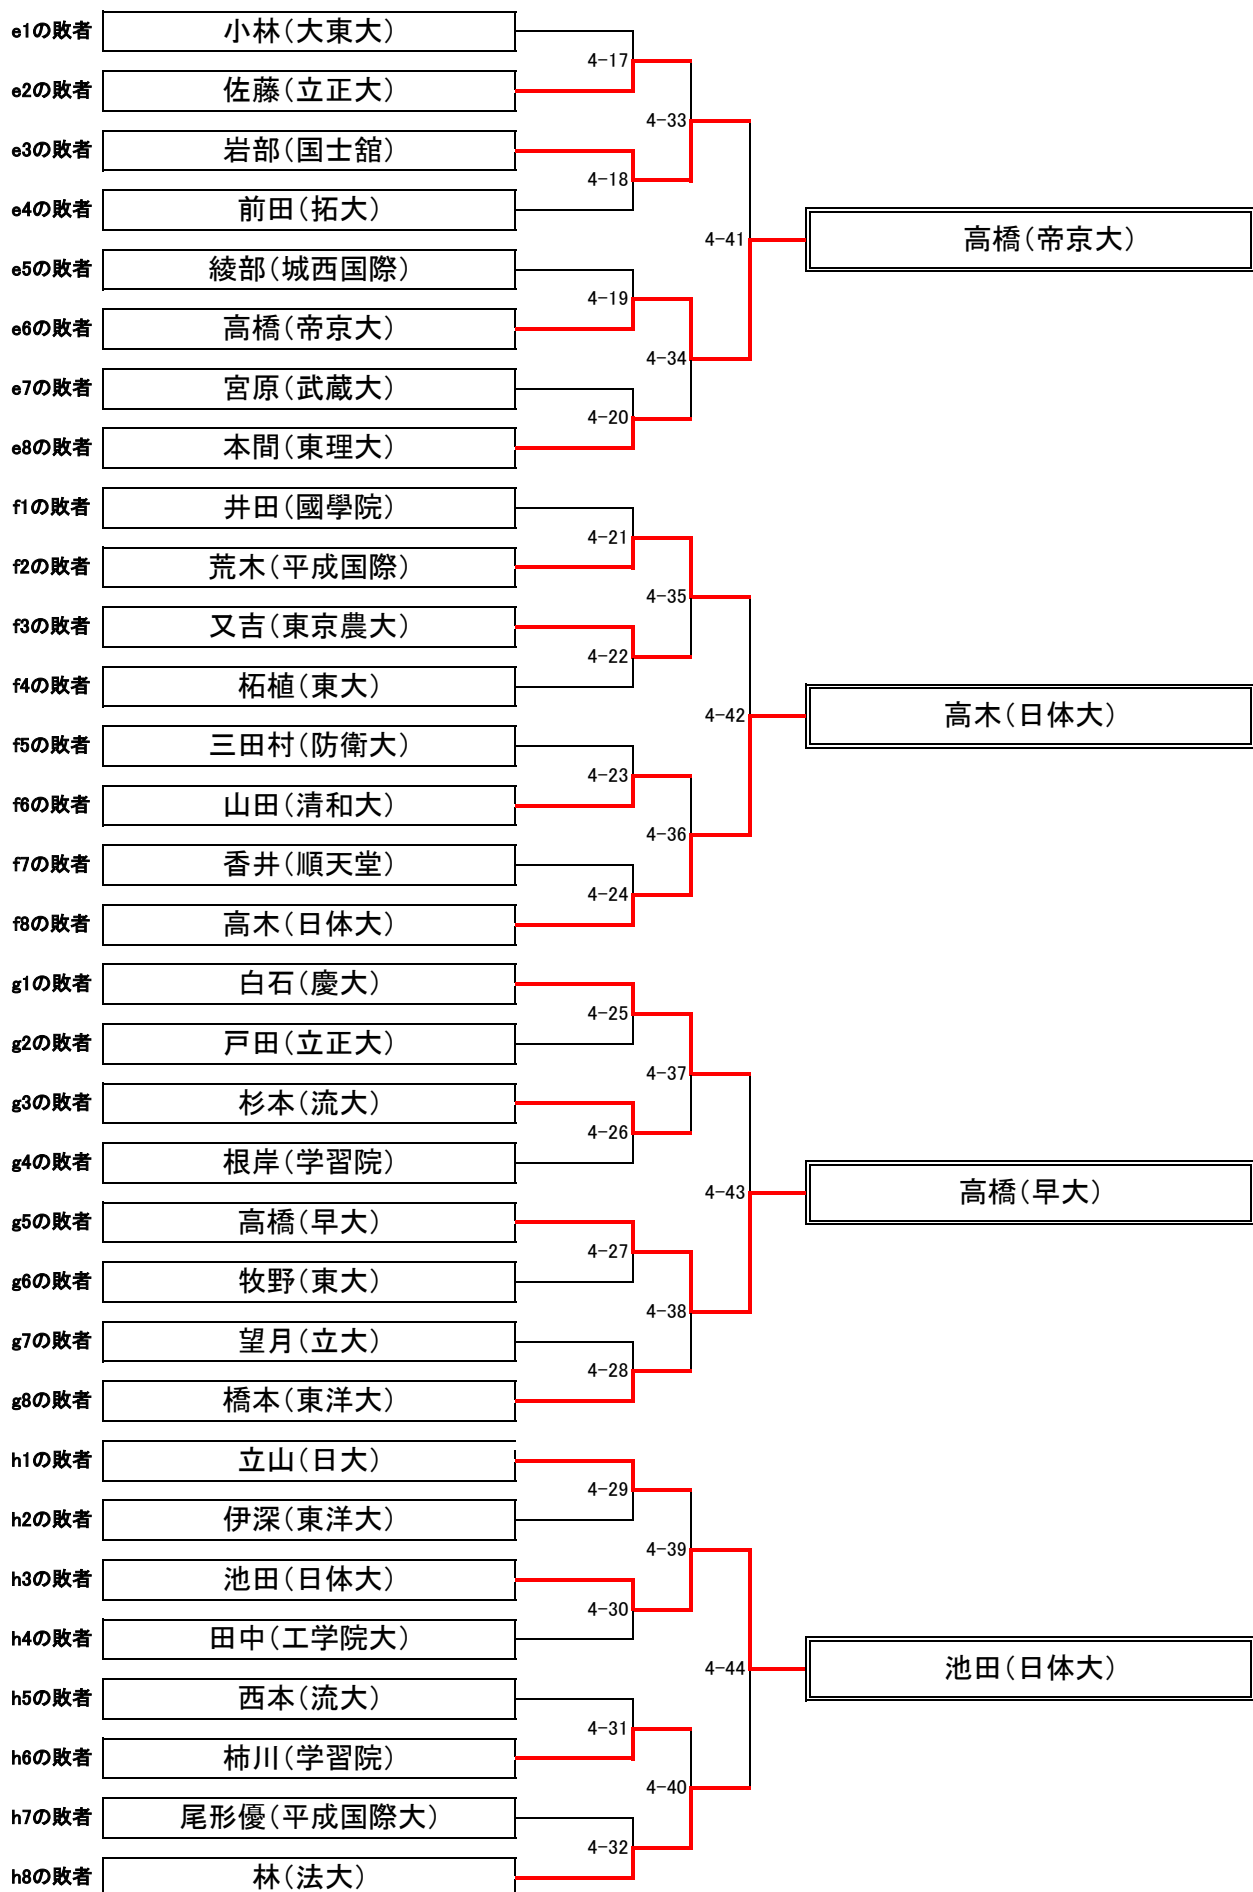 e1の敗者 小林(大東大)
4-17
e2の敗者 佐藤(立正大)
4-33
e3の敗者 岩部(国士舘)
4-18
e4の敗者 前田(拓大)
4-41 高橋(帝京大)
e5の敗者 綾部(城西国際)
4-19
e6の敗者 高橋(帝京大)
4-34
e7の敗者 宮原(武蔵大)
4-20
e8の敗者 本間(東理大)
f1の敗者 井田(國學院)
4-21
f2の敗者 荒木(平成国際)
4-35
f3の敗者 又吉(東京農大)
4-22
f4の敗者 柘植(東大)
4-42 高木(日体大)
f5の敗者 三田村(防衛大)
4-23
f6の敗者 山田(清和大)
4-36
f7の敗者 香井(順天堂)
4-24
f8の敗者 高木(日体大)
g1の敗者 白石(慶大)
4-25
g2の敗者 戸田(立正大)
4-37
g3の敗者 杉本(流大)
4-26
g4の敗者 根岸(学習院)
4-43 高橋(早大)
g5の敗者 高橋(早大)
4-27
g6の敗者 牧野(東大)
4-38
g7の敗者 望月(立大)
4-28
g8の敗者 橋本(東洋大)
h1の敗者 立山(日大)
4-29
h2の敗者 伊深(東洋大)
4-39
h3の敗者 池田(日体大)
4-30
h4の敗者 田中(工学院大)
4-44 池田(日体大)
h5の敗者 西本(流大)
4-31
h6の敗者 柿川(学習院)
4-40
h7の敗者 尾形優(平成国際大)
4-32
h8の敗者 林(法大)